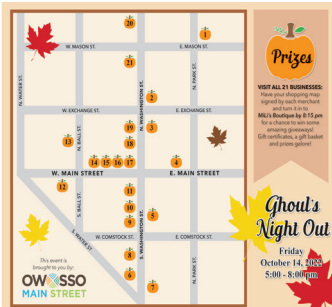 20
1
W. MASON ST.
E. MASON ST.
21
N. WATER ST.
N. WASHINGTON ST.
N. PARK ST.
2
W. EXCHANGE ST.
E. EXCHANGE ST.
19
3
18
13
N. BALL ST.
14
15
16
17
4
W. MAIN STREET
E. MAIN STREET
12
11
10
5
9
S. BALL ST.
S. WATER ST.
S. WASHINGTON ST.
W. COMSTOCK ST.
E. COMSTOCK ST.
8
6
7
N. PARK ST.
This event is
brought to you by:
OWOSSO
MAIN STREET
Prizes
VISIT ALL 21 BUSINESSES:
Have your shopping map
signed by each merchant
and turn it in to
MiLi's Boutique by 8:15 pm
for a chance to win some
amazing giveaways!
Gift certificates, a gift basket
and prizes galore!
Ghoul's
Night Out
Friday
October 14, 2022
5:00 - 8:00 pm